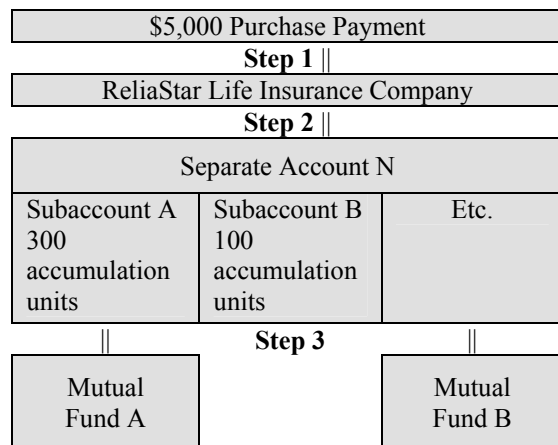 $5,000 Purchase Payment
Step 1 ||
ReliaStar Life Insurance Company
Step 2 ||
Separate Account N
Subaccount A
300
accumulation
units
Subaccount B
100
accumulation
units
Etc.
||
Step 3
||
Mutual
Fund A
Mutual
Fund B